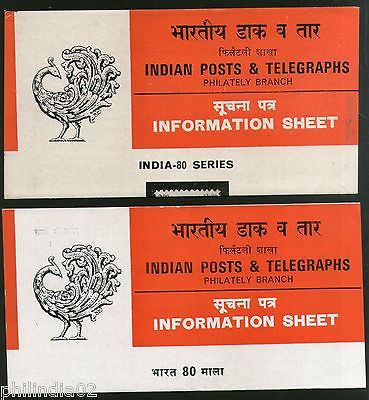 भारतीय डाक व तार
फिलैटली शाखा
INDIAN POSTS & TELEGRAPHS
PHILATELY BRANCH
सूचना पत्र
INFORMATION SHEET
INDIA-80 SERIES
भारतीय डाक व तार
फिलैटली शाखा
INDIAN POSTS & TELEGRAPHS
PHILATELY BRANCH
सूचना पत्र
INFORMATION SHEET
भारत 80 माला
philindia02